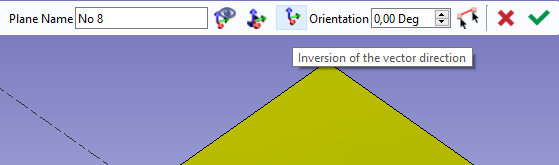 Plane Name No 8 Orientation 0,00 Deg
Inversion of the vector direction